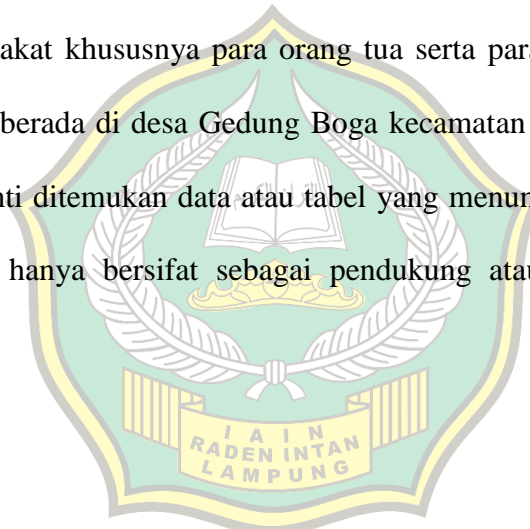 akat khususnya para orang tua serta para
berada di desa Gedung Boga kecamatan
nti ditemukan data atau tabel yang menun
hanya bersifat sebagai pendukung atau
I A I N
RADEN INTAN
LAMPUNG